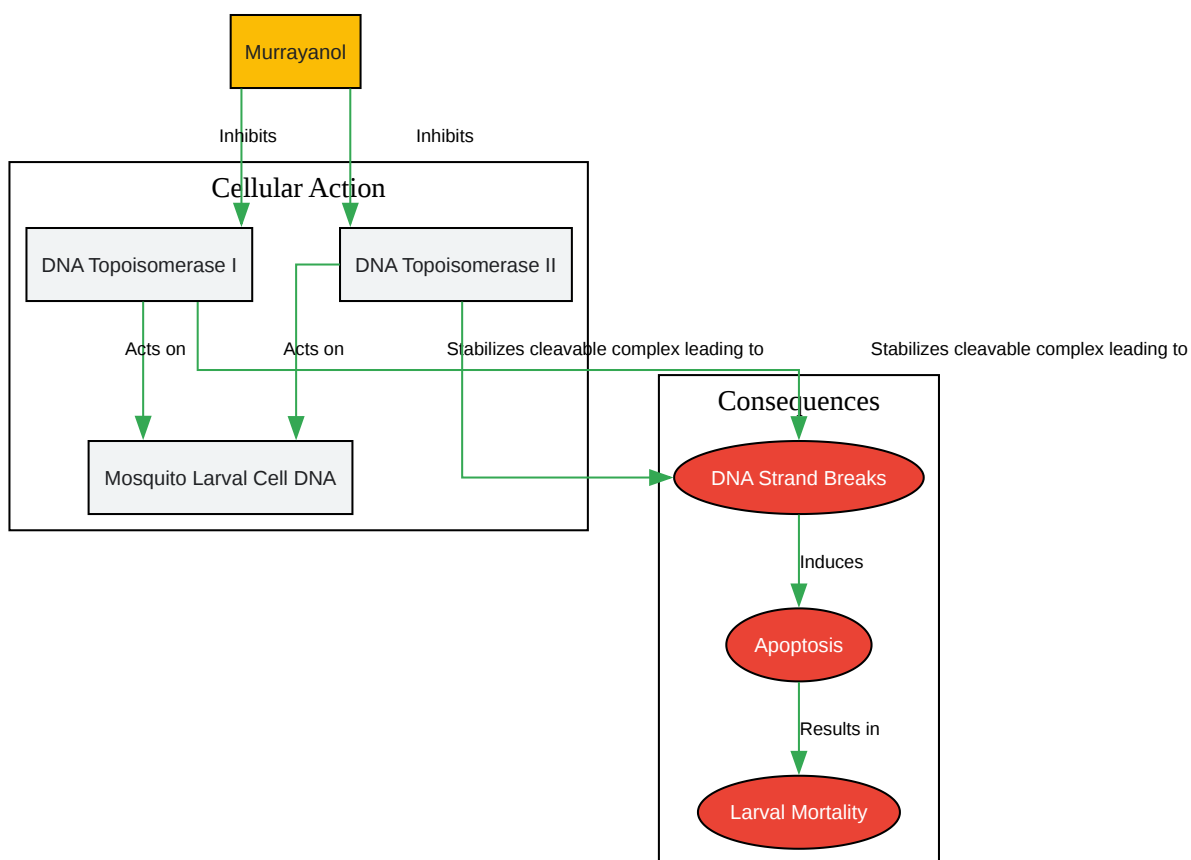 Murrayanol
Inhibits
Inhibits
Cellular Action
DNA Topoisomerase I
DNA Topoisomerase II
Acts on
Acts on
Stabilizes cleavable complex leading to
Stabilizes cleavable complex leading to
Consequences
Mosquito Larval Cell DNA
DNA Strand Breaks
Induces
Apoptosis
Results in
Larval Mortality